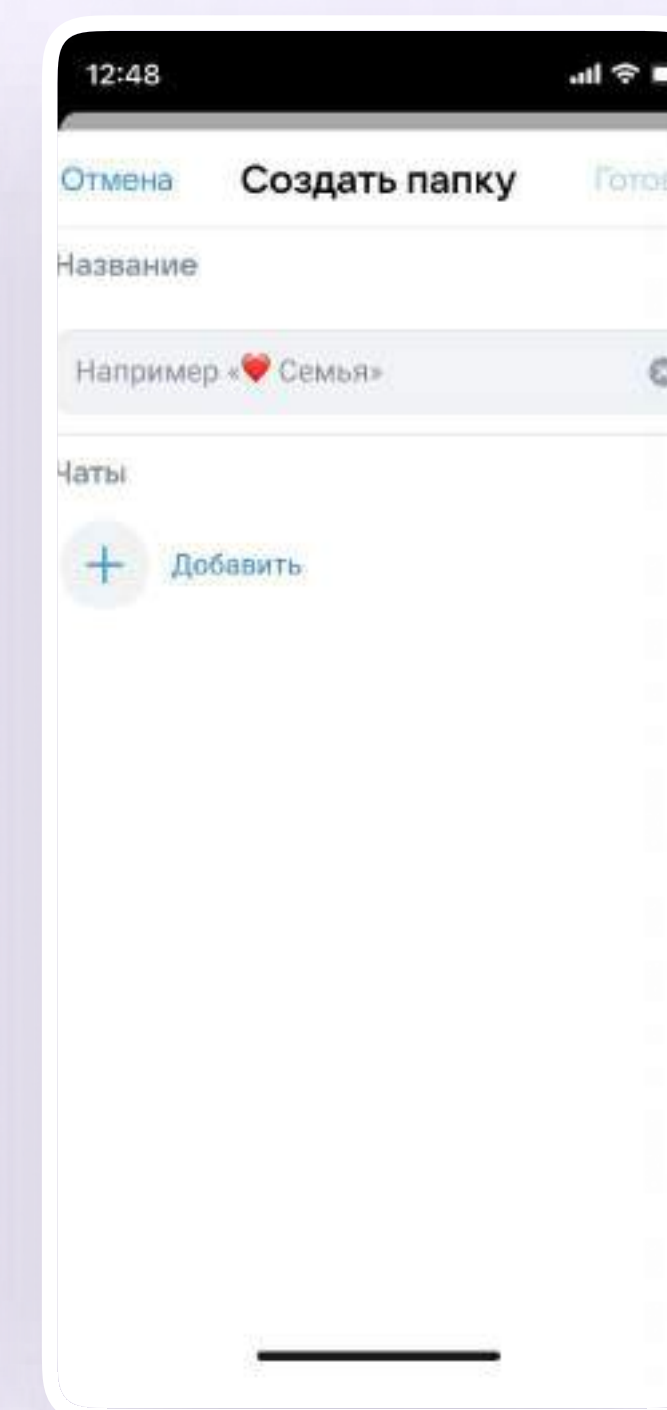 12:48
Отмена Создать папку
Название
Например «❤️ Семья»
Чаты
Добавить